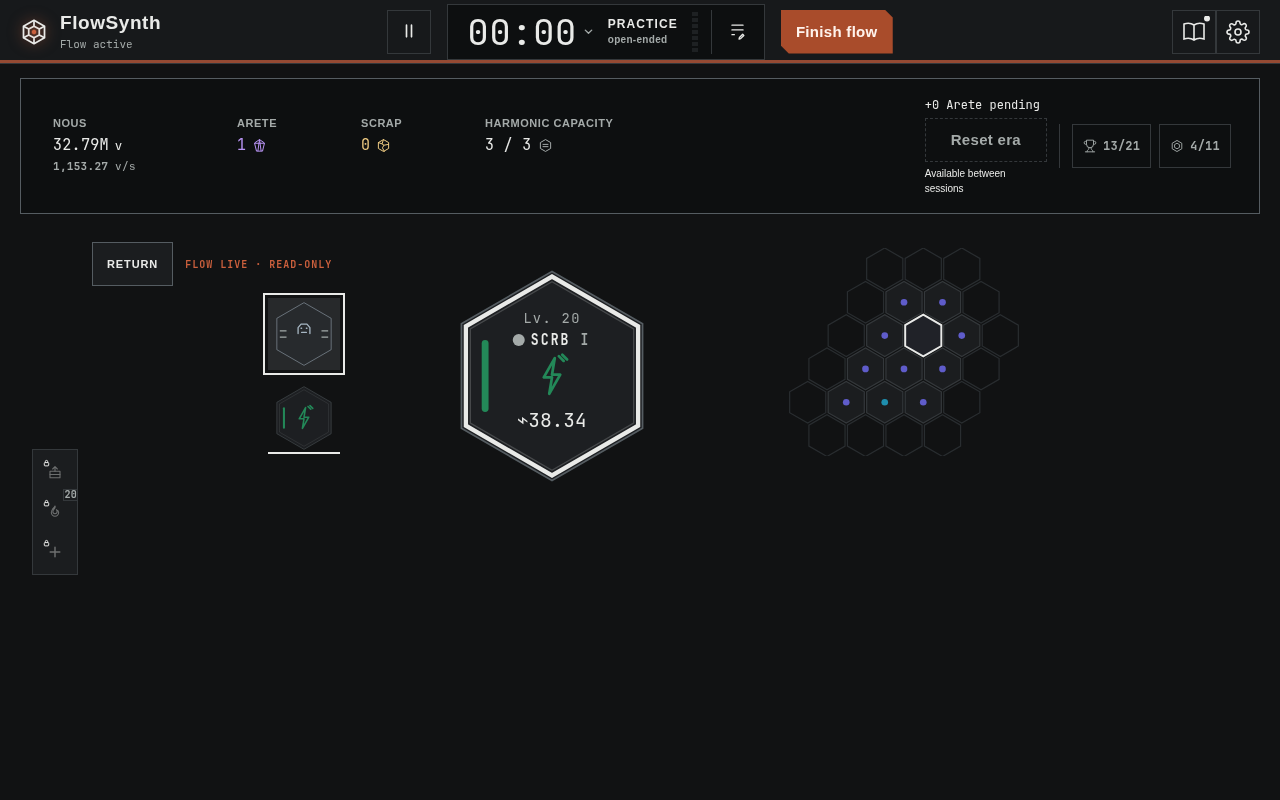 FlowSynth
Flow active
00:00
PRACTICE
open-ended
Finish flow
NOUS
32.79M v
1,153.27 v/s
ARETE
1
SCRAP
0
HARMONIC CAPACITY
3 / 3
+0 Arete pending
Reset era
Available between
sessions
13/21
4/11
RETURN
FLOW LIVE · READ-ONLY
Lv. 20
SCRB I
38.34
20